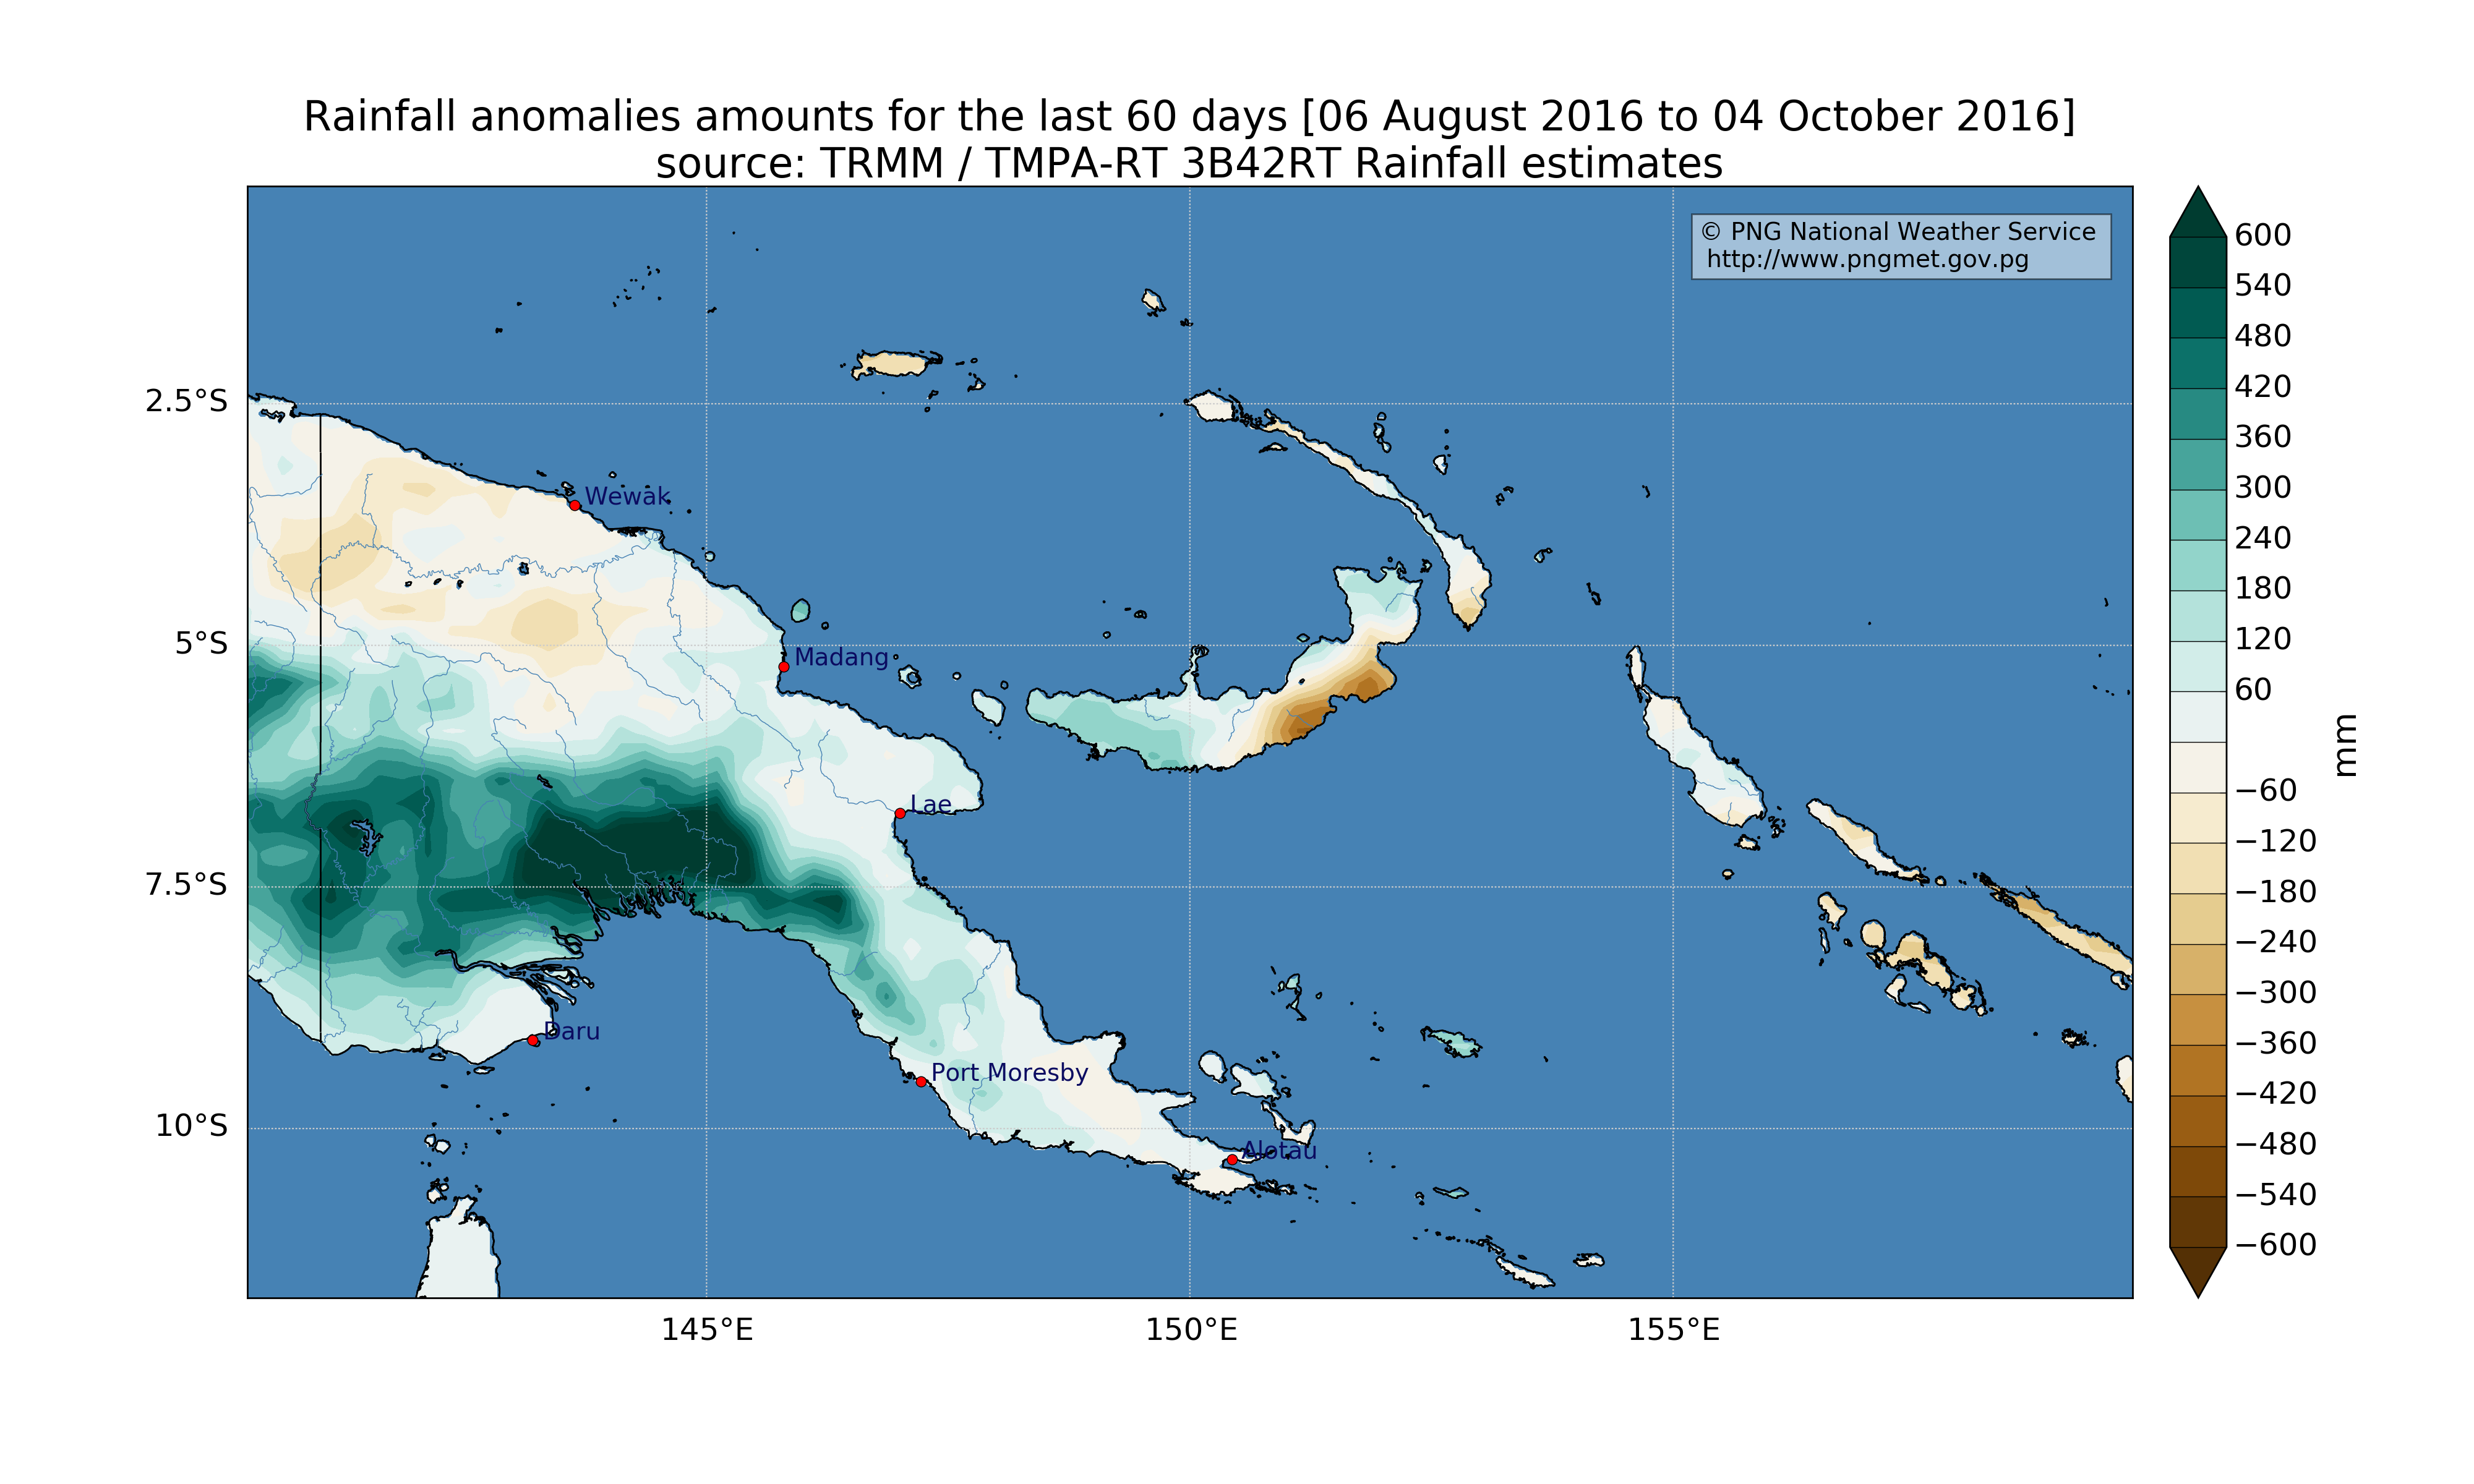 Rainfall anomalies amounts for the last 60 days [06 August 2016 to 04 October 2016]
source: TRMM / TMPA-RT 3B42RT Rainfall estimates
© PNG National Weather Service
http://www.pngmet.gov.pg
2.5°S
5°S
7.5°S
10°S
Wewak
Madang
Lae
Daru
Port Moresby
Alotau
145°E
150°E
155°E
600
540
480
420
360
300
240
180
120
60
−60
−120
−180
−240
−300
−360
−420
−480
−540
−600
mm